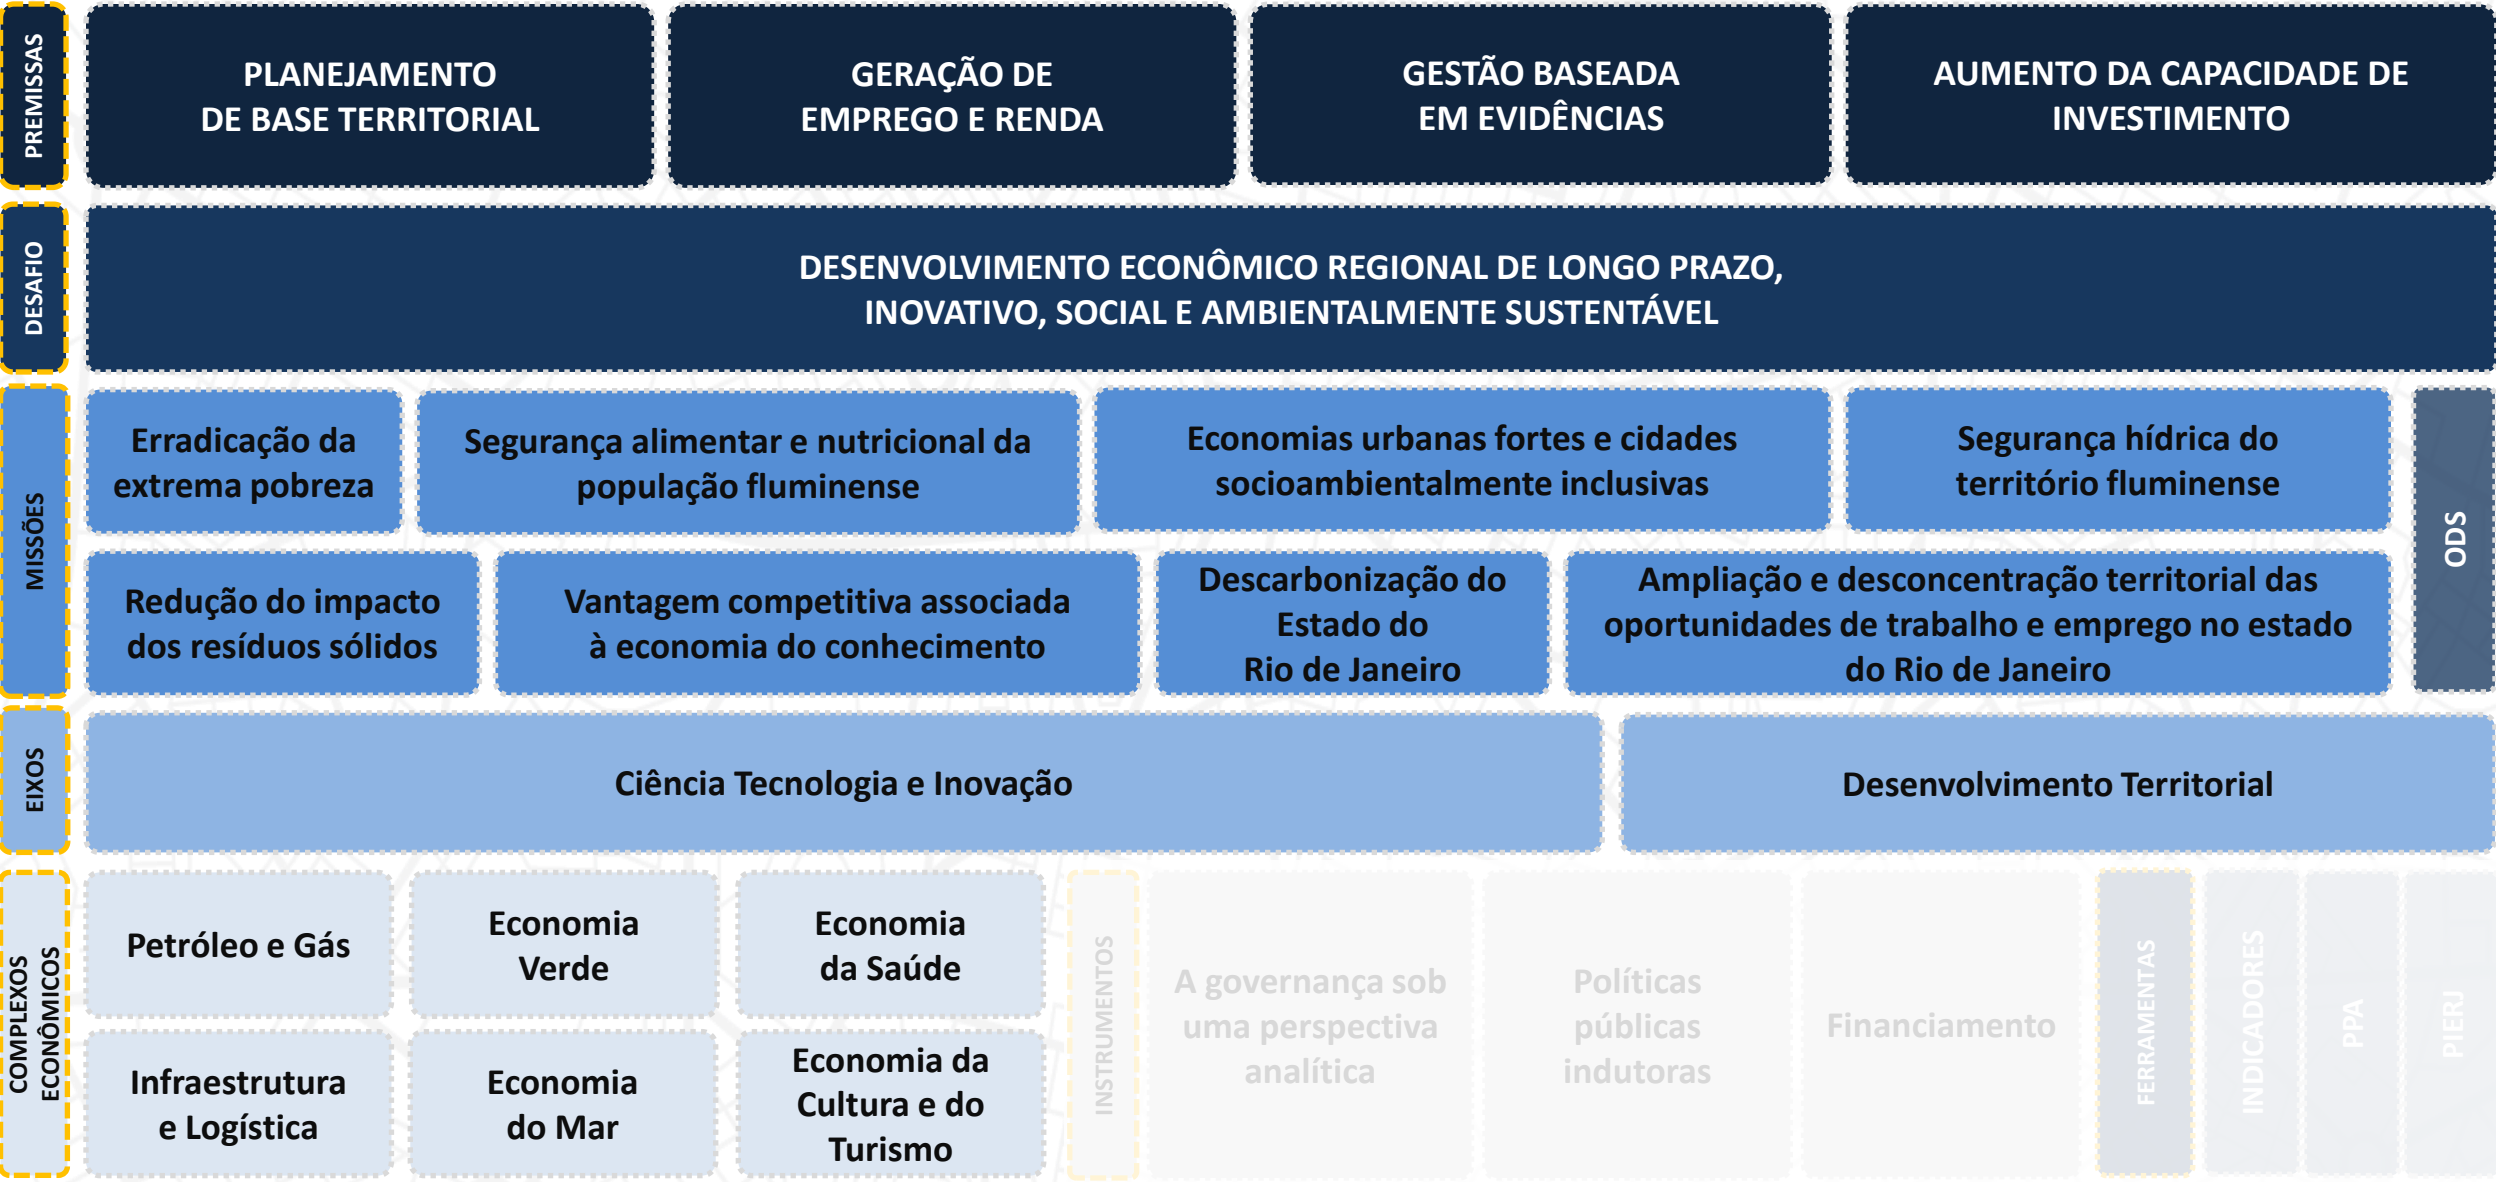 PREMISSAS
PLANEJAMENTO
DE BASE TERRITORIAL
GERAÇÃO DE
EMPREGO E RENDA
GESTÃO BASEADA
EM EVIDÊNCIAS
AUMENTO DA CAPACIDADE DE
INVESTIMENTO
DESAFIO
DESENVOLVIMENTO ECONÔMICO REGIONAL DE LONGO PRAZO,
INOVATIVO, SOCIAL E AMBIENTALMENTE SUSTENTÁVEL
MISSÕES
Erradicação da
extrema pobreza
Segurança alimentar e nutricional da
população fluminense
Economias urbanas fortes e cidades
socioambientalmente inclusivas
Segurança hídrica do
território fluminense
Redução do impacto
dos resíduos sólidos
Vantagem competitiva associada
à economia do conhecimento
Descarbonização do
Estado do
Rio de Janeiro
Ampliação e desconcentração territorial das
oportunidades de trabalho e emprego no estado
do Rio de Janeiro
ODS
EIXOS
Ciência Tecnologia e Inovação
Desenvolvimento Territorial
COMPLEXOS
ECONÔMICOS
Petróleo e Gás
Economia
Verde
Economia
da Saúde
Infraestrutura
e Logística
Economia
do Mar
Economia da
Cultura e do
Turismo
INSTRUMENTOS
A governança sob
uma perspectiva
analítica
Políticas
públicas
indutoras
Financiamento
FERRAMENTAS
INDICADORES
PPA
PIERJ